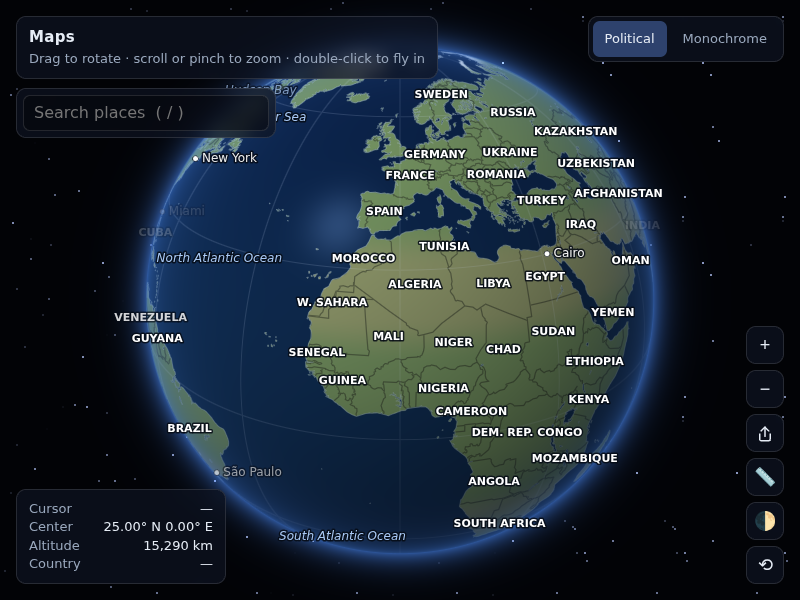 Maps
Drag to rotate · scroll or pinch to zoom · double-click to fly in
Political
Monochrome
Hudson Bay
Search places ( / )
r Sea
SWEDEN
RUSSIA
KAZAKHSTAN
GERMANY
UKRAINE
New York
UZBEKISTAN
FRANCE
ROMANIA
AFGHANISTAN
TURKEY
SPAIN
Miami
IRAQ
INDIA
CUBA
TUNISIA
Cairo
North Atlantic Ocean
MOROCCO
OMAN
EGYPT
ALGERIA
LIBYA
W. SAHARA
YEMEN
VENEZUELA
SUDAN
GUYANA
MALI
NIGER
CHAD
SENEGAL
ETHIOPIA
GUINEA
NIGERIA
KENYA
CAMEROON
BRAZIL
DEM. REP. CONGO
MOZAMBIQUE
São Paulo
ANGOLA
SOUTH AFRICA
South Atlantic Ocean
Cursor —
Center 25.00° N 0.00° E
Altitude 15,290 km
Country —